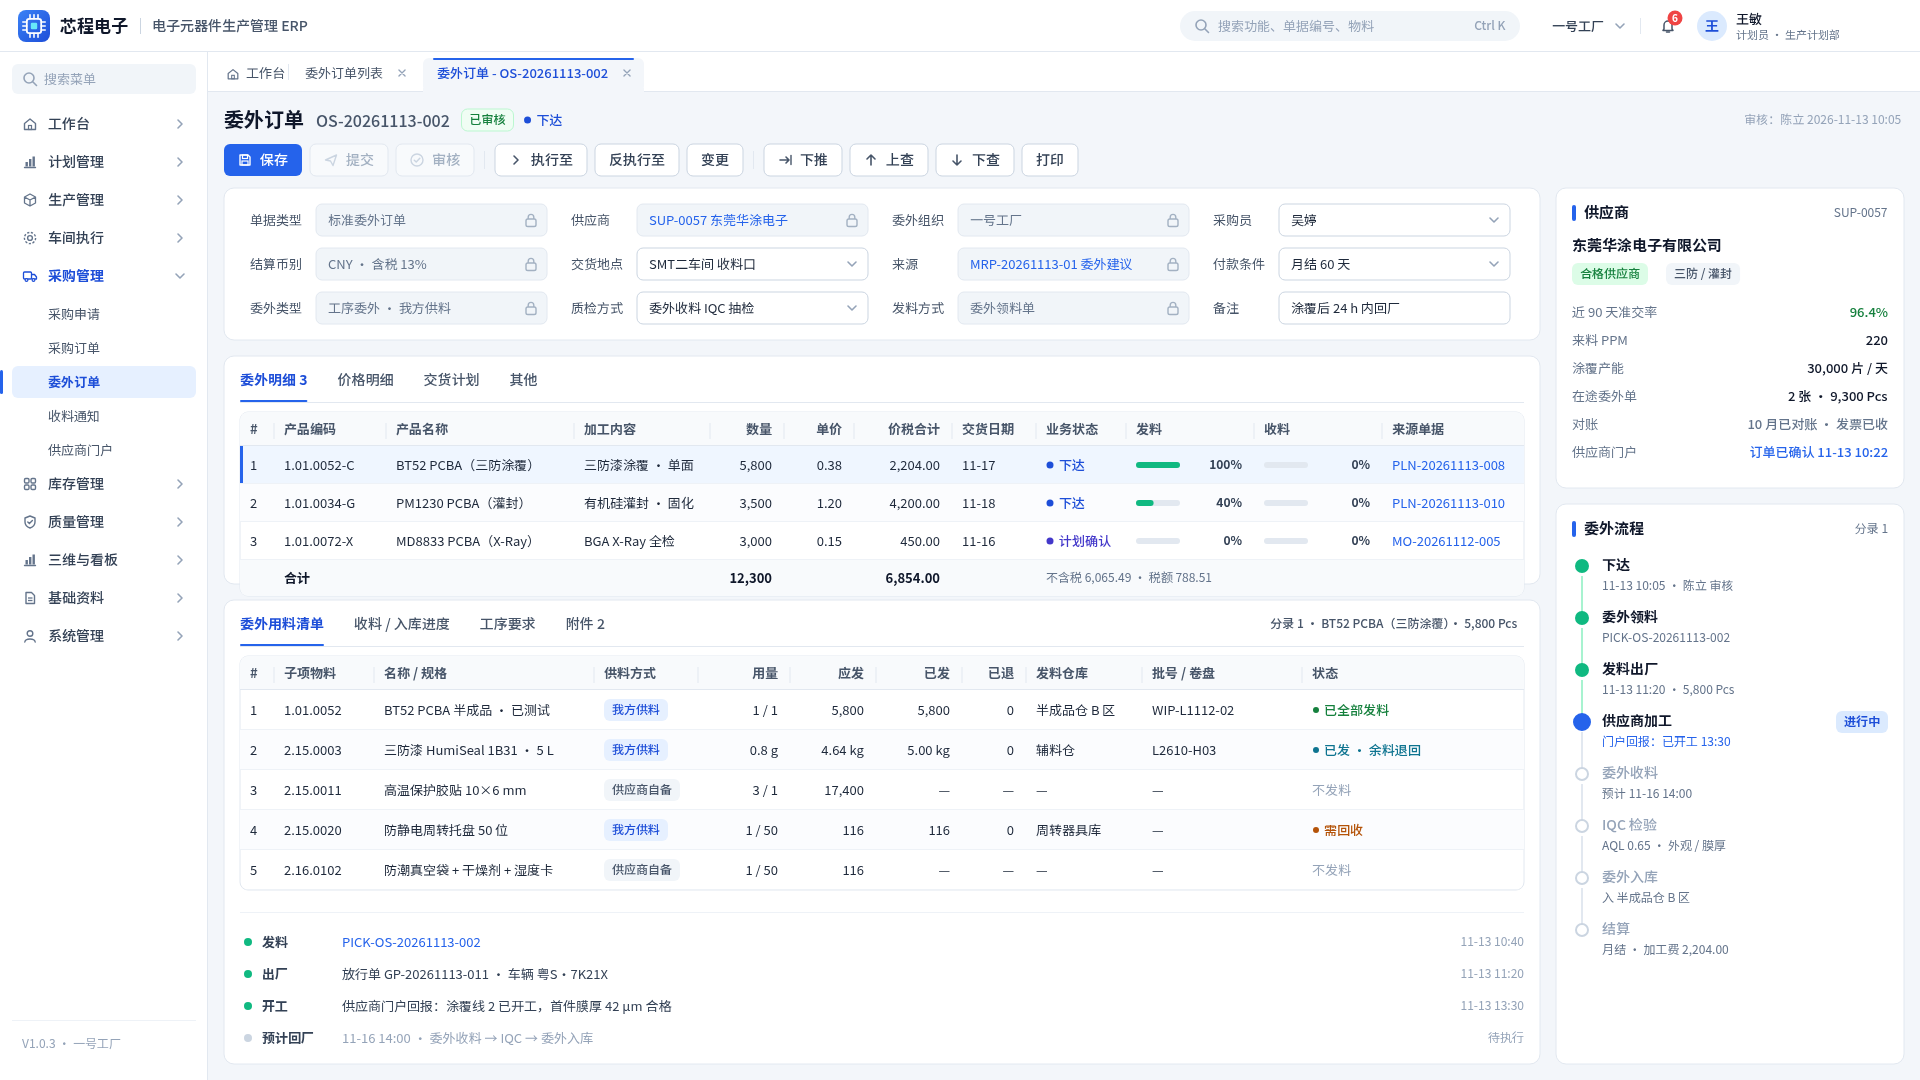 芯程电子 电子元器件生产管理 ERP 搜索功能、单据编号、物料 Ctrl K 一号工厂 6 王 王敏
计划员 · 生产计划部
搜索菜单
工作台
计划管理
生产管理
车间执行
采购管理
采购申请
采购订单
委外订单
收料通知
供应商门户
库存管理
质量管理
三维与看板
基础资料
系统管理
V1.0.3 · 一号工厂
工作台 委外订单列表 委外订单 - OS-20261113-002
委外订单 OS-20261113-002 已审核 下达 审核：陈立 2026-11-13 10:05
保存 提交 审核 执行至 反执行至 变更 下推 上查 下查 打印
单据类型 标准委外订单 供应商 SUP-0057 东莞华涂电子 委外组织 一号工厂 采购员 吴婷
结算币别 CNY · 含税 13% 交货地点 SMT二车间 收料口 来源 MRP-20261113-01 委外建议 付款条件 月结 60 天
委外类型 工序委外 · 我方供料 质检方式 委外收料 IQC 抽检 发料方式 委外领料单 备注 涂覆后 24 h 内回厂
委外明细 3 价格明细 交货计划 其他
# 产品编码 产品名称 加工内容 数量 单价 价税合计 交货日期 业务状态 发料 收料 来源单据
1 1.01.0052-C BT52 PCBA（三防涂覆） 三防漆涂覆 · 单面 5,800 0.38 2,204.00 11-17 下达 100% 0% PLN-20261113-008
2 1.01.0034-G PM1230 PCBA（灌封） 有机硅灌封 · 固化 3,500 1.20 4,200.00 11-18 下达 40% 0% PLN-20261113-010
3 1.01.0072-X MD8833 PCBA（X-Ray） BGA X-Ray 全检 3,000 0.15 450.00 11-16 计划确认 0% 0% MO-20261112-005
合计 12,300 6,854.00 不含税 6,065.49 · 税额 788.51
委外用料清单 收料 / 入库进度 工序要求 附件 2 分录 1 · BT52 PCBA（三防涂覆）· 5,800 Pcs
# 子项物料 名称 / 规格 供料方式 用量 应发 已发 已退 发料仓库 批号 / 卷盘 状态
1 1.01.0052 BT52 PCBA 半成品 · 已测试 我方供料 1 / 1 5,800 5,800 0 半成品仓 B 区 WIP-L1112-02 已全部发料
2 2.15.0003 三防漆 HumiSeal 1B31 · 5 L 我方供料 0.8 g 4.64 kg 5.00 kg 0 辅料仓 L2610-H03 已发 · 余料退回
3 2.15.0011 高温保护胶贴 10×6 mm 供应商自备 3 / 1 17,400 — — — — 不发料
4 2.15.0020 防静电周转托盘 50 位 我方供料 1 / 50 116 116 0 周转器具库 — 需回收
5 2.16.0102 防潮真空袋 + 干燥剂 + 湿度卡 供应商自备 1 / 50 116 — — — — 不发料
发料 PICK-OS-20261113-002 11-13 10:40
出厂 放行单 GP-20261113-011 · 车辆 粤S·7K21X 11-13 11:20
开工 供应商门户回报：涂覆线 2 已开工，首件膜厚 42 μm 合格 11-13 13:30
预计回厂 11-16 14:00 · 委外收料 → IQC → 委外入库 待执行
供应商 SUP-0057
东莞华涂电子有限公司
合格供应商 三防 / 灌封
近 90 天准交率 96.4%
来料 PPM 220
涂覆产能 30,000 片 / 天
在途委外单 2 张 · 9,300 Pcs
对账 10 月已对账 · 发票已收
供应商门户 订单已确认 11-13 10:22
委外流程 分录 1
下达
11-13 10:05 · 陈立 审核
委外领料
PICK-OS-20261113-002
发料出厂
11-13 11:20 · 5,800 Pcs
供应商加工 进行中
门户回报：已开工 13:30
委外收料
预计 11-16 14:00
IQC 检验
AQL 0.65 · 外观 / 膜厚
委外入库
入 半成品仓 B 区
结算
月结 · 加工费 2,204.00